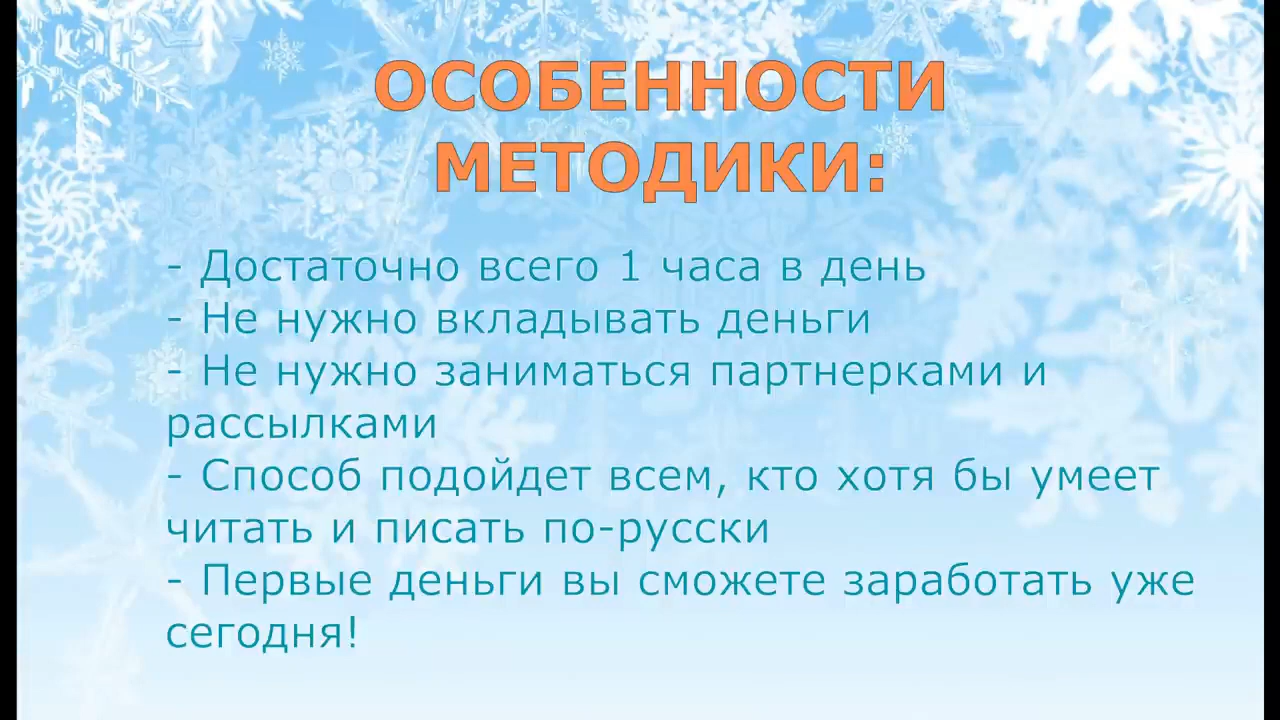 ОСОБЕННОСТИ
МЕТОДИКИ:
- Достаточно всего 1 часа в день
- Не нужно вкладывать деньги
- Не нужно заниматься партнерками и
рассылками
- Способ подойдет всем, кто хотя бы умеет
читать и писать по-русски
- Первые деньги вы сможете заработать уже
сегодня!